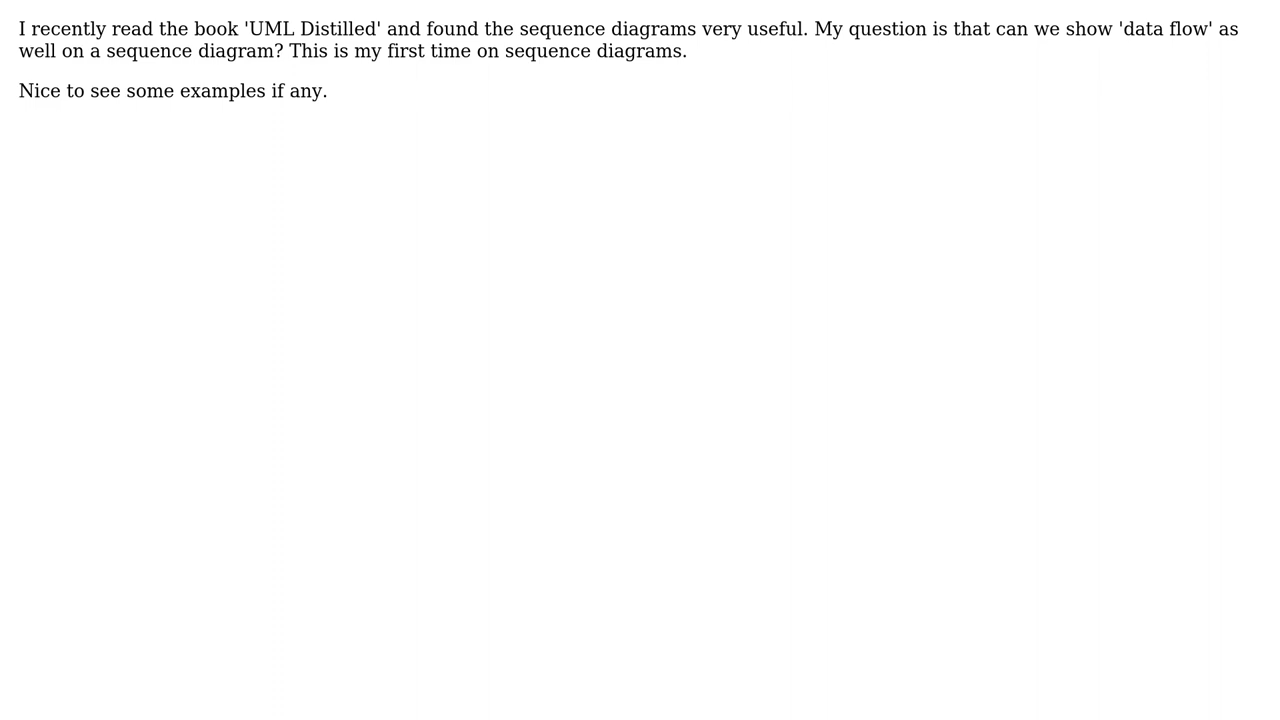 I recently read the book 'UML Distilled' and found the sequence diagrams very useful. My question is that can we show 'data flow' as
well on a sequence diagram? This is my first time on sequence diagrams.
Nice to see some examples if any.